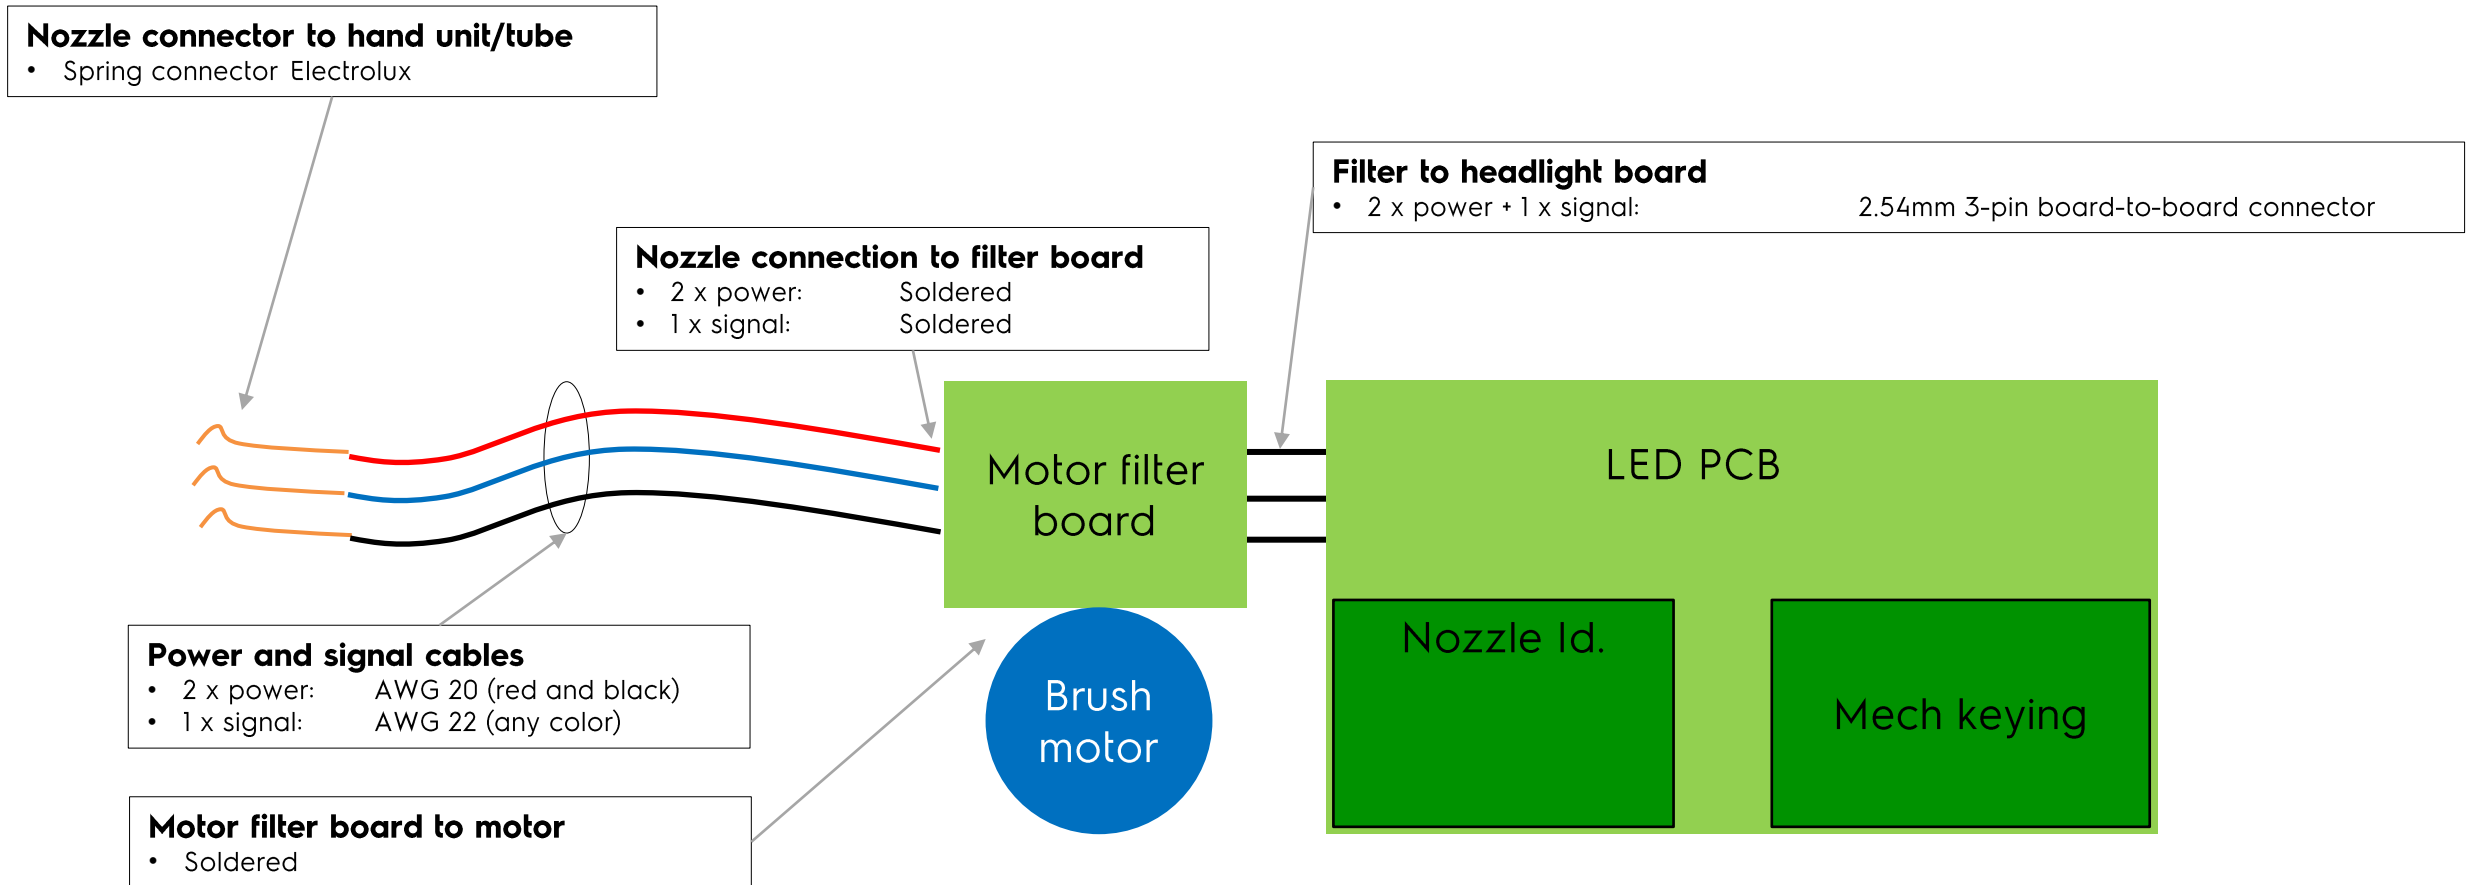 Nozzle connector to hand unit/tube
• Spring connector Electrolux
Filter to headlight board
• 2 x power + 1 x signal: 2.54mm 3-pin board-to-board connector
Nozzle connection to filter board
• 2 x power: Soldered
• 1 x signal: Soldered
Motor filter
board
LED PCB
Nozzle Id.
Mech keying
Power and signal cables
• 2 x power: AWG 20 (red and black)
• 1 x signal: AWG 22 (any color)
Brush
motor
Motor filter board to motor
• Soldered